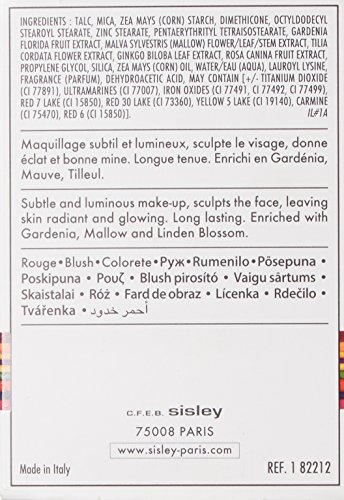 INGREDIENTS : TALC, MICA, ZEA MAYS (CORN) STARCH, DIMETHICONE, OCTYLDODECYL
STEAROYL STEARATE, ZINC STEARATE, PENTAERYTHRITYL TETRAISOSTEARATE, GARDENIA
FLORIDA FRUIT EXTRACT, MALVA SYLVESTRIS (MALLOW) FLOWER/LEAF/STEM EXTRACT, TILIA
CORDATA FLOWER EXTRACT, GINKGO BILOBA LEAF EXTRACT, ROSA CANINA FRUIT EXTRACT,
PROPYLENE GLYCOL, SILICA, ZEA MAYS (CORN) OIL, WATER/EAU (AQUA), LAUROYL LYSINE,
FRAGRANCE (PARFUM), DEHYDROACETIC ACID, MAY CONTAIN [+/- TITANIUM DIOXIDE
(CI 77891), ULTRAMARINES (CI 77007), IRON OXIDES (CI 77491, CI 77492, CI 77499),
RED 7 LAKE (CI 15850), RED 30 LAKE (CI 73360), YELLOW 5 LAKE (CI 19140), CARMINE
(CI 75470), RED 6 (CI 15850)]. IL#1A
Maquillage subtil et lumineux, sculpte le visage, donne
éclat et bonne mine. Longue tenue. Enrichi en Gardénia,
Mauve, Tilleul.
Subtle and luminous make-up, sculpts the face, leaving
skin radiant and glowing. Long lasting. Enriched with
Gardenia, Mallow and Linden Blossom.
Rouge • Blush • Colorete • Руж • Rumenilo • Põsepuna •
Poskipuna • Ρουζ • Blush pirosító • Vaigu sārtums •
Skaistalai • Róż • Fard de obraz • Lícenka • Rdečilo •
Tvářenka • أحمر خدود
C.F.E.B. sisley
75008 PARIS
www.sisley-paris.com
Made in Italy REF. 1 82212